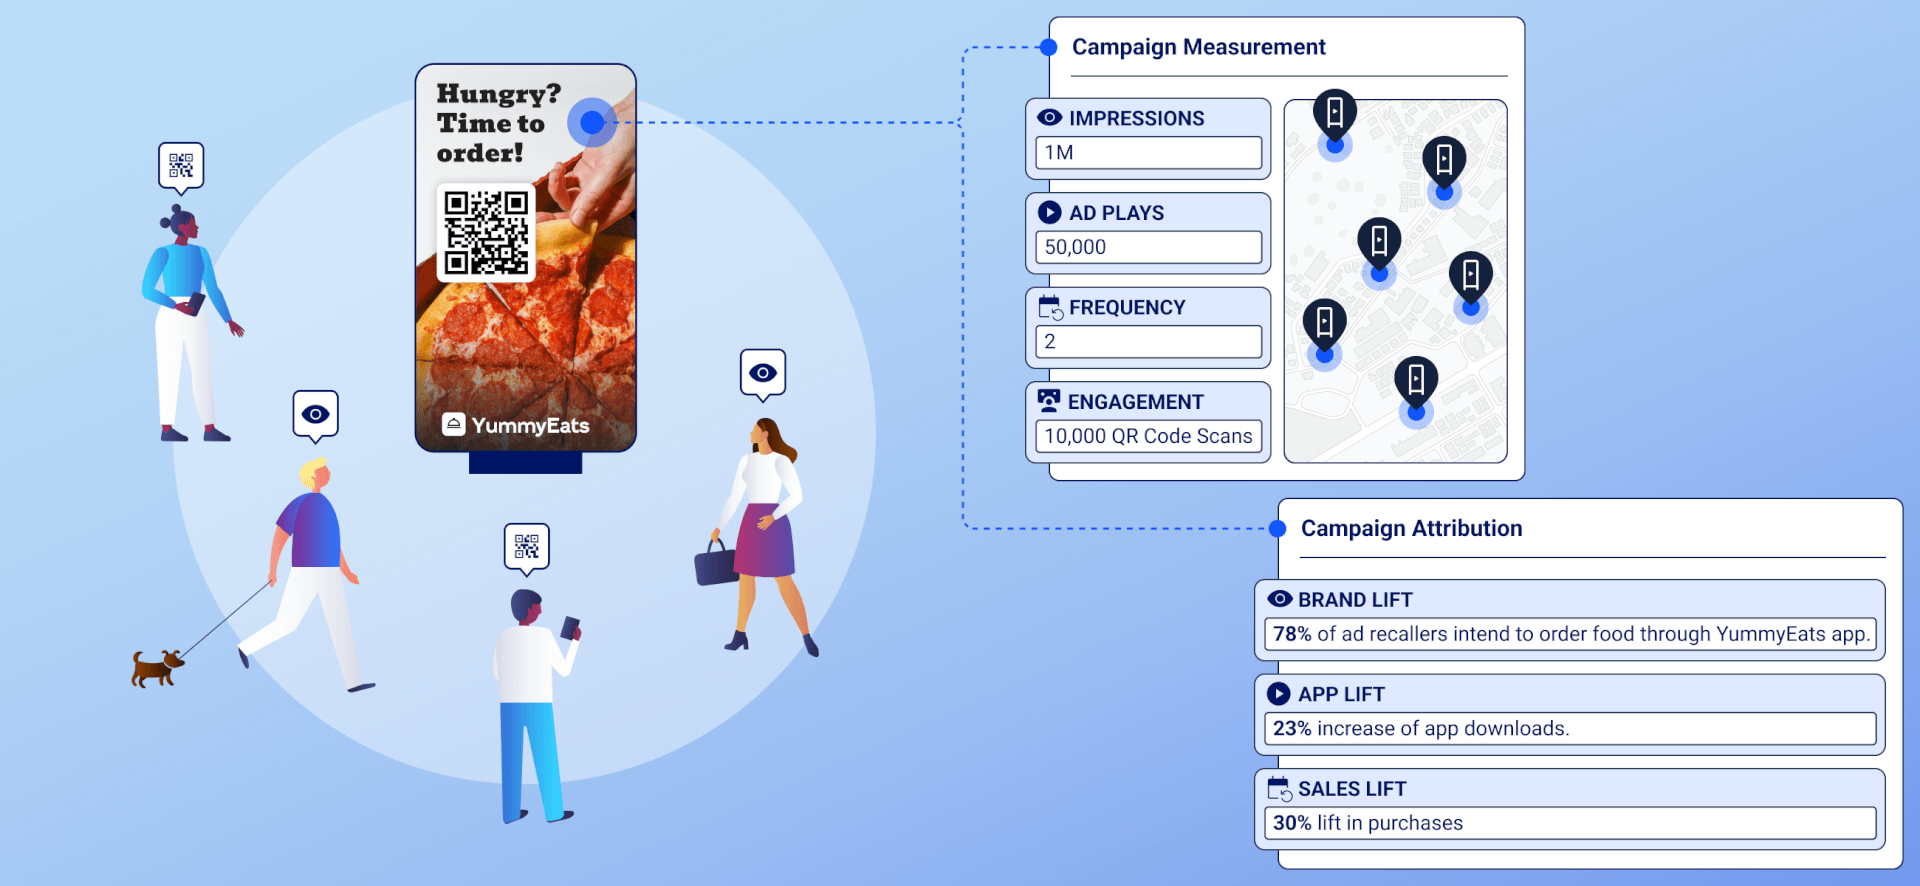 Hungry?
Time to
order!
YummyEats
Campaign Measurement
IMPRESSIONS
1M
AD PLAYS
50,000
FREQUENCY
2
ENGAGEMENT
10,000 QR Code Scans
Campaign Attribution
BRAND LIFT
78% of ad recallers intend to order food through YummyEats app.
APP LIFT
23% increase of app downloads.
SALES LIFT
30% lift in purchases